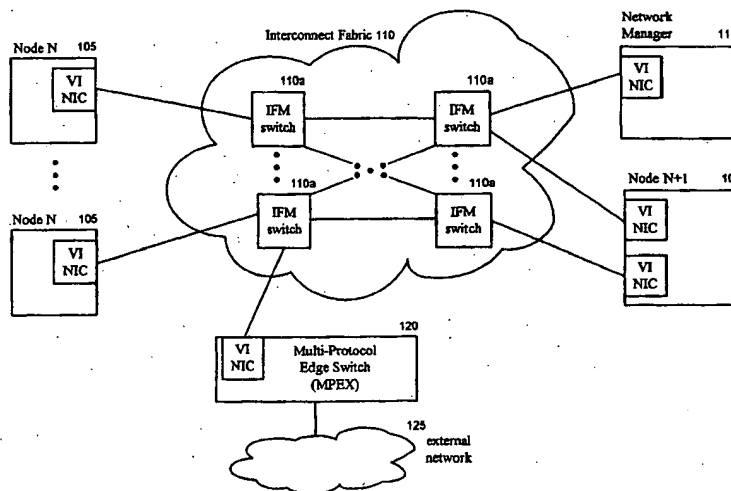 Node N 105
VI
NIC
Interconnect Fabric 110
110a
IFM
switch
110a
IFM
switch
Network
Manager
VI
NIC
Node N 105
VI
NIC
110a
IFM
switch
110a
IFM
switch
Node N+1
VI
NIC
VI
NIC
120
VI
NIC
Multi-Protocol
Edge Switch
(MPEX)
125
external
network